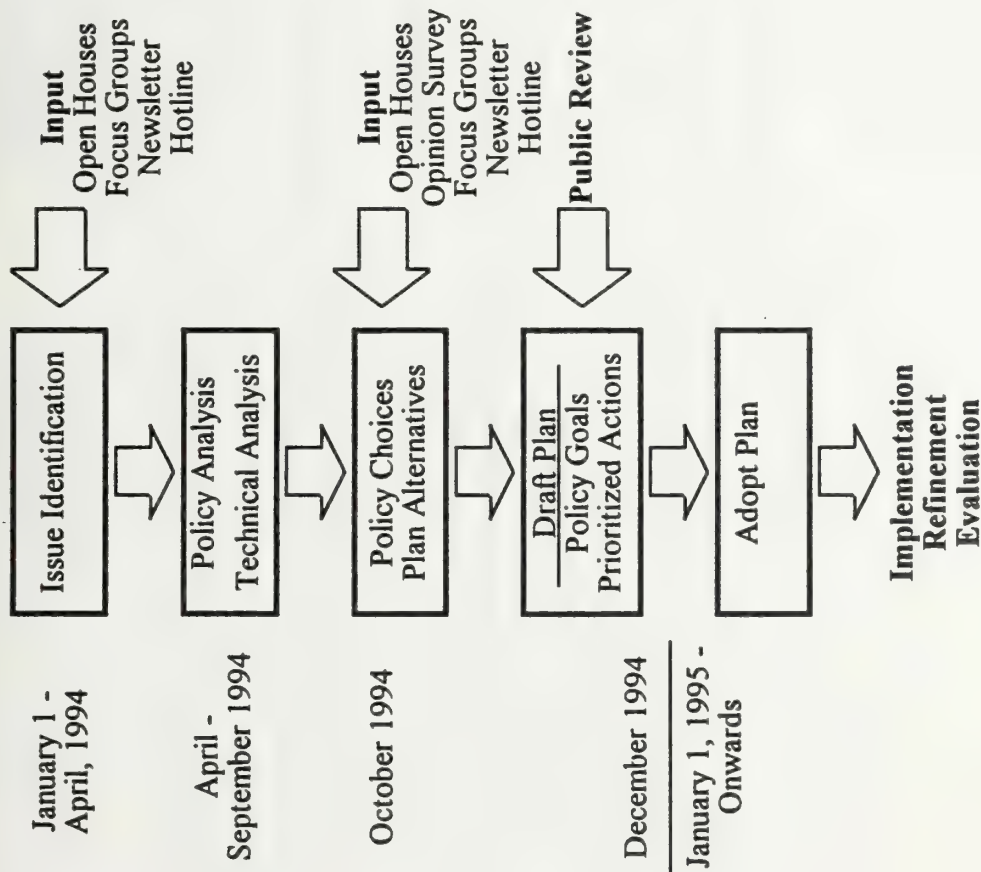 January 1 -
April, 1994
Issue Identification
Input
Open Houses
Focus Groups
Newsletter
Hotline
April -
September 1994
Policy Analysis
Technical Analysis
October 1994
Policy Choices
Plan Alternatives
Input
Open Houses
Opinion Survey
Focus Groups
Newsletter
Hotline
December 1994
Draft Plan
Policy Goals
Prioritized Actions
Public Review
January 1, 1995 -
Onwards
Adopt Plan
Implementation
Refinement
Evaluation